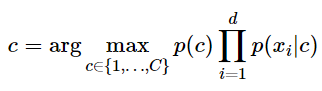 c = arg max_{c∈{1,…,C}} p(c) ∏_{i=1}^{d} p(x_i|c)